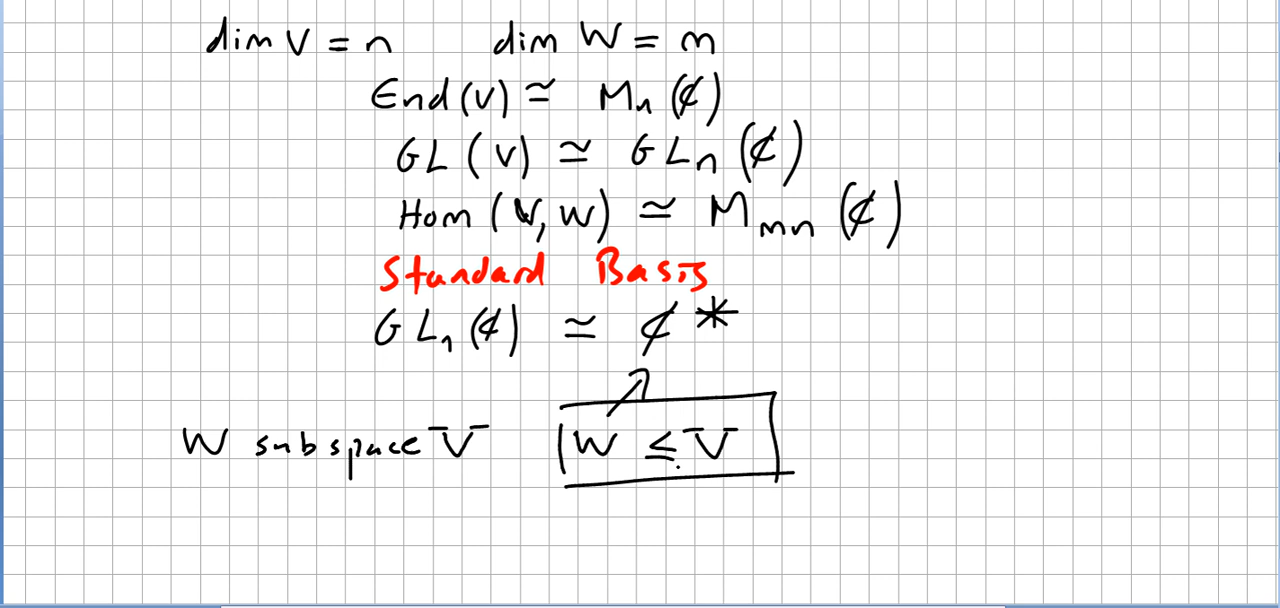 dim V = n dim W = m
End(V) ≃ Mn(ℂ)
GL(V) ≃ GLn(ℂ)
Hom(V,W) ≃ Mmn(ℂ)
Standard Basis
GL1(ℂ) ≃ ℂ*
W subspace V W ≤ V